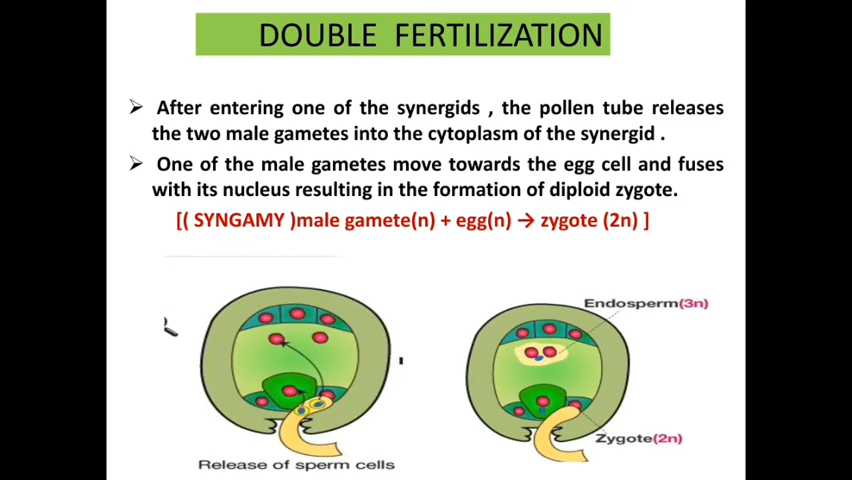 DOUBLE FERTILIZATION
➢ After entering one of the synergids , the pollen tube releases
the two male gametes into the cytoplasm of the synergid .
➢ One of the male gametes move towards the egg cell and fuses
with its nucleus resulting in the formation of diploid zygote.
[( SYNGAMY )male gamete(n) + egg(n) → zygote (2n) ]
Endosperm(3n)
Zygote(2n)
Release of sperm cells